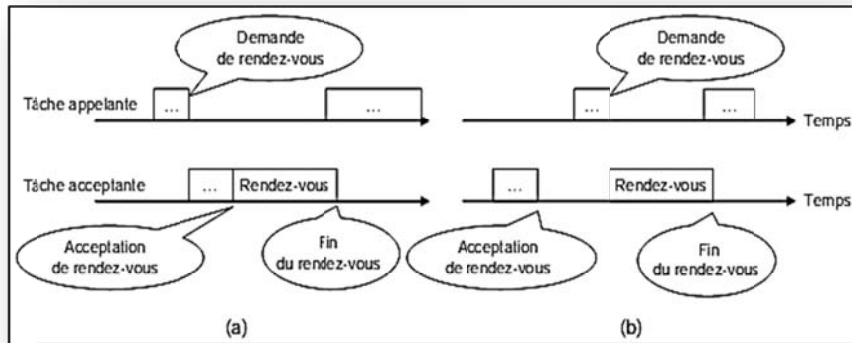 Demande
de rendez-vous
Demande
de rendez-vous
Tâche appelante
...
...
...
...
Temps
Tâche acceptante
...
Rendez-vous
...
Rendez-vous
Temps
Acceptation
de rendez-vous
Fin
du rendez-vous
Acceptation
de rendez-vous
Fin
du rendez-vous
(a)
(b)